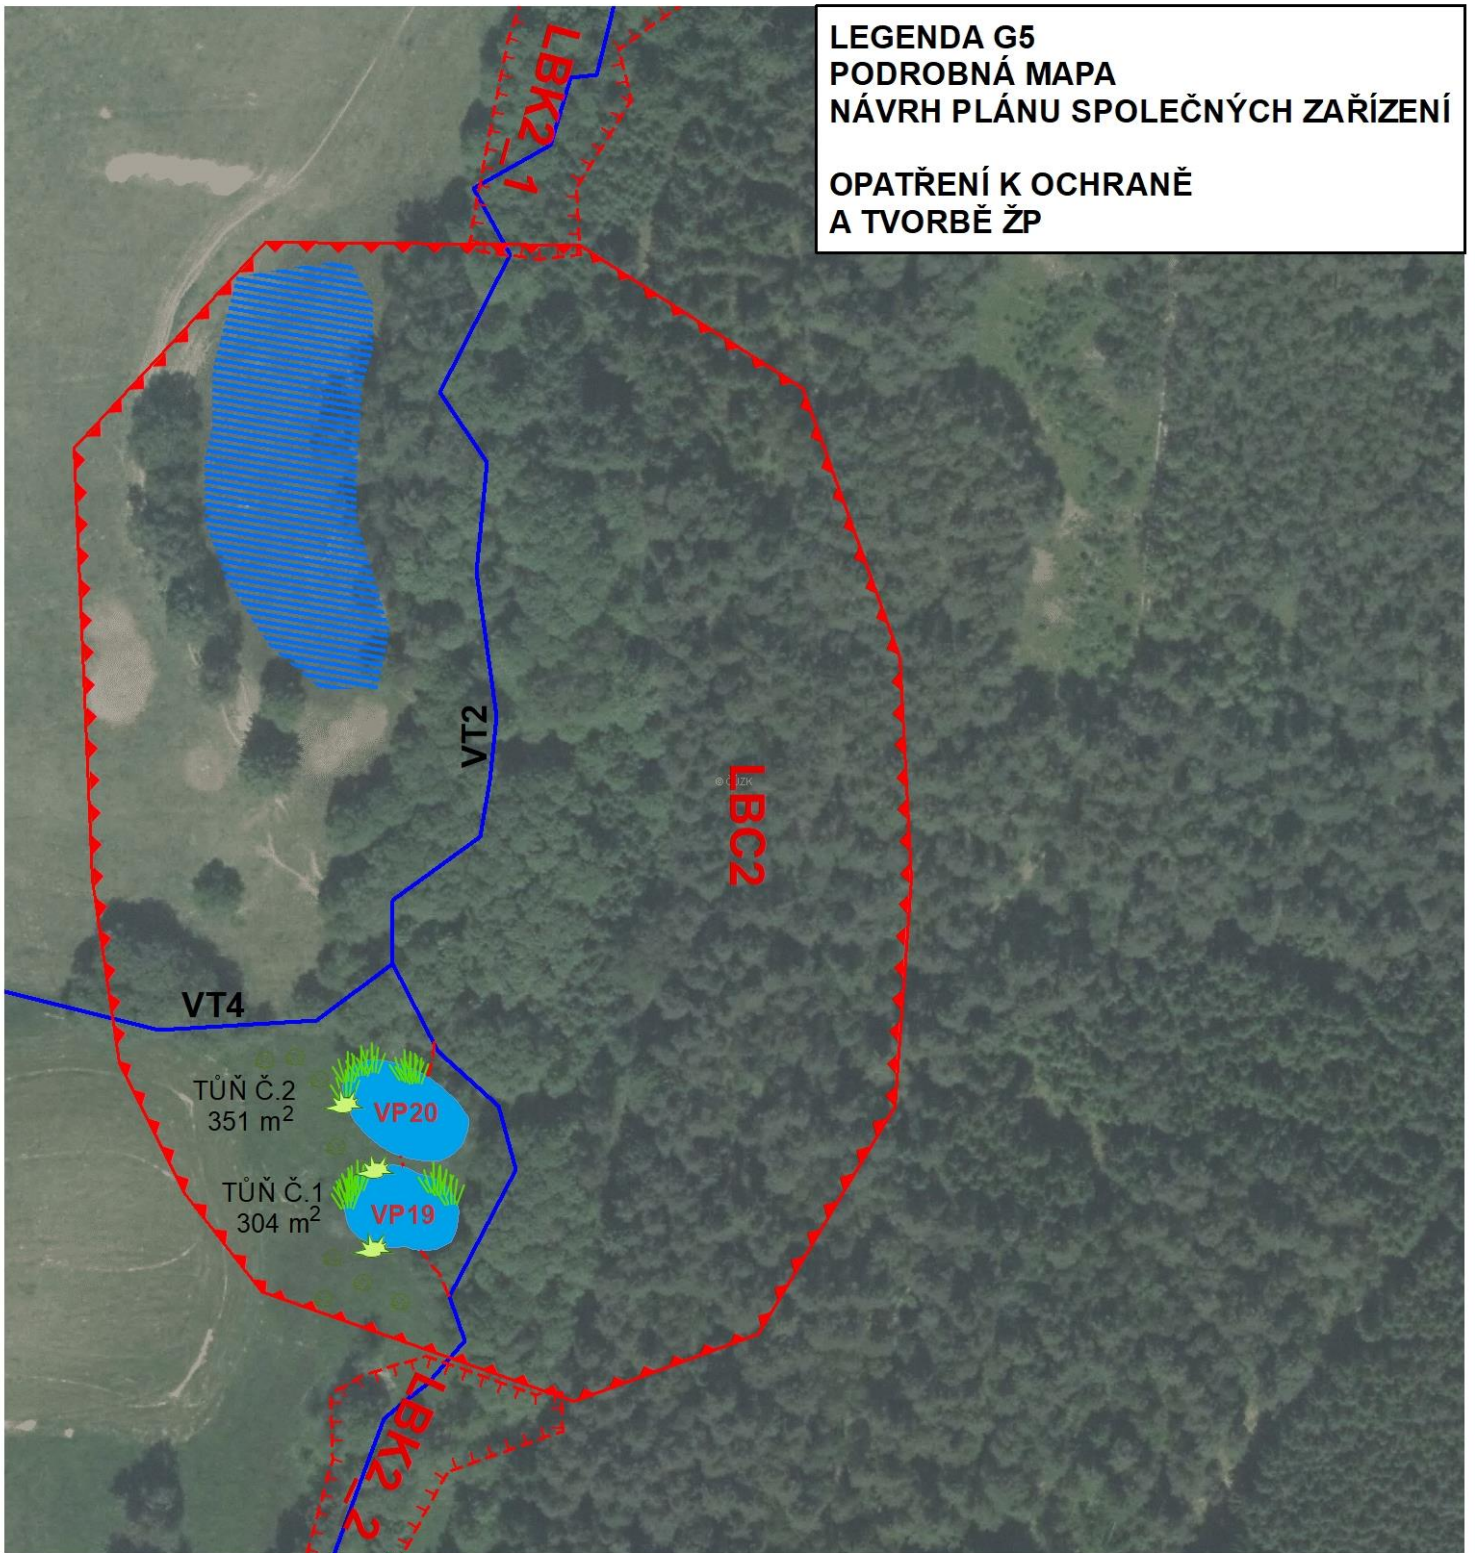 LEGENDA G5
PODROBNÁ MAPA
NÁVRH PLÁNU SPOLEČNÝCH ZAŘÍZENÍ
OPATŘENÍ K OCHRANĚ
A TVORBĚ ŽP
LBK2_1
VT2
LBC2
© ČÚZK
VT4
TŮŇ Č.2
351 m²
VP20
TŮŇ Č.1
304 m²
VP19
LBK2_2